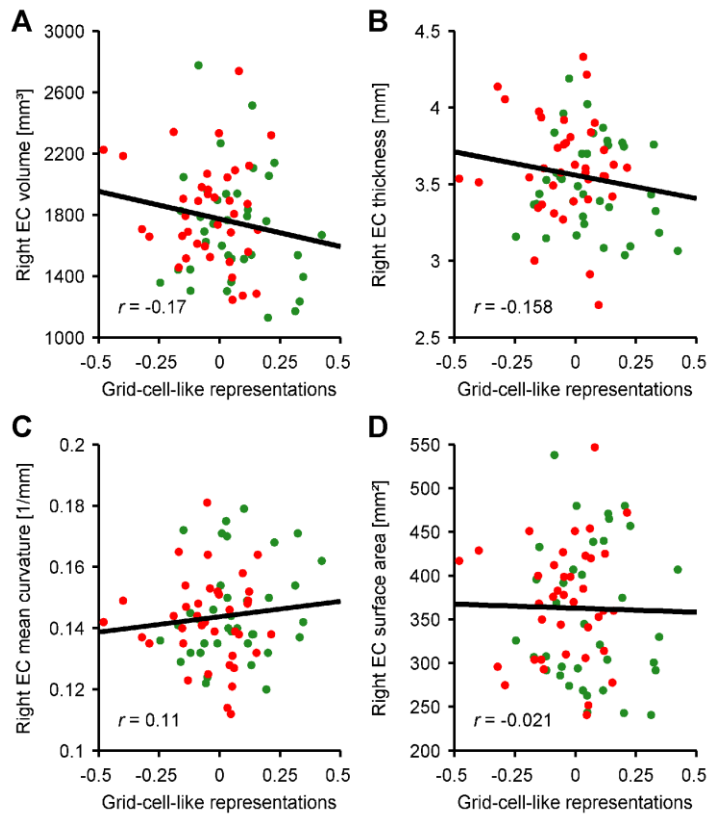 A
Right EC volume [mm³]
3000
2600
2200
1800
1400
1000
-0.5
-0.25
0
0.25
0.5
r = -0.17
Grid-cell-like representations
B
Right EC thickness [mm]
4.5
4
3.5
3
2.5
-0.5
-0.25
0
0.25
0.5
r = -0.158
Grid-cell-like representations
C
Right EC mean curvature [1/mm]
0.2
0.18
0.16
0.14
0.12
0.1
-0.5
-0.25
0
0.25
0.5
r = 0.11
Grid-cell-like representations
D
Right EC surface area [mm²]
550
500
450
400
350
300
250
200
-0.5
-0.25
0
0.25
0.5
r = -0.021
Grid-cell-like representations